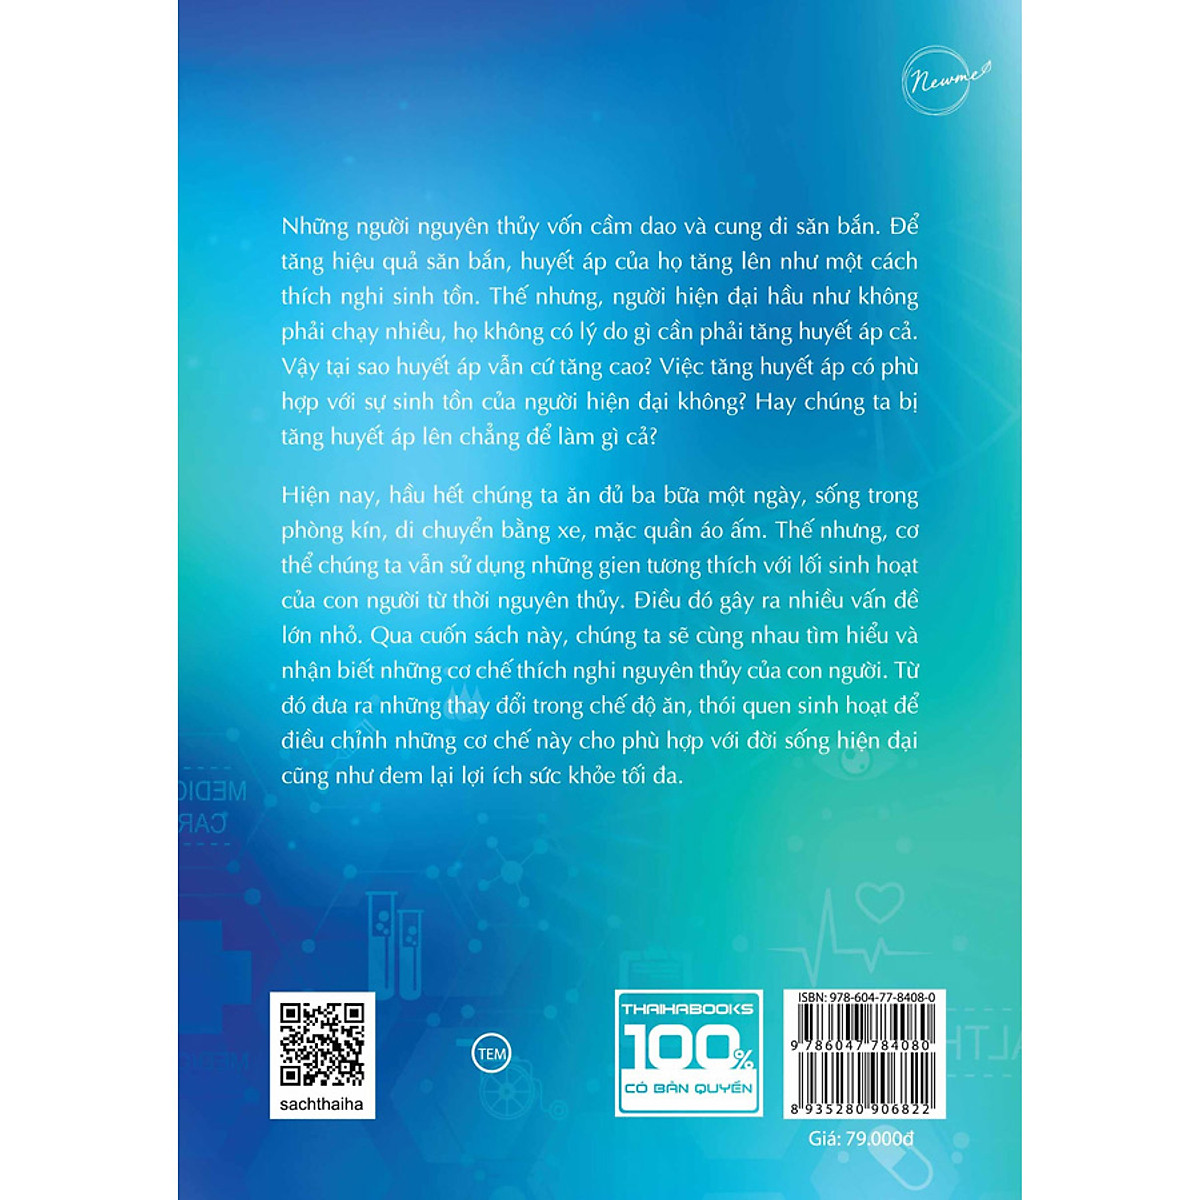 Newme
Những người nguyên thủy vốn cầm dao và cung đi săn bắn. Để
tăng hiệu quả săn bắn, huyết áp của họ tăng lên như một cách
thích nghi sinh tồn. Thế nhưng, người hiện đại hầu như không
phải chạy nhiều, họ không có lý do gì cần phải tăng huyết áp cả.
Vậy tại sao huyết áp vẫn cứ tăng cao? Việc tăng huyết áp có phù
hợp với sự sinh tồn của người hiện đại không? Hay chúng ta bị
tăng huyết áp lên chẳng để làm gì cả?
Hiện nay, hầu hết chúng ta ăn đủ ba bữa một ngày, sống trong
phòng kín, di chuyển bằng xe, mặc quần áo ấm. Thế nhưng, cơ
thể chúng ta vẫn sử dụng những gien tương thích với lối sinh hoạt
của con người từ thời nguyên thủy. Điều đó gây ra nhiều vấn đề
lớn nhỏ. Qua cuốn sách này, chúng ta sẽ cùng nhau tìm hiểu và
nhận biết những cơ chế thích nghi nguyên thủy của con người. Từ
đó đưa ra những thay đổi trong chế độ ăn, thói quen sinh hoạt để
điều chỉnh những cơ chế này cho phù hợp với đời sống hiện đại
cũng như đem lại lợi ích sức khỏe tối đa.
sachthaiha
TEM
THAIHABOOKS
100%
CÓ BẢN QUYỀN
ISBN: 978-604-77-8408-0
9 786047 784080
8 935280 906822
Giá: 79.000đ